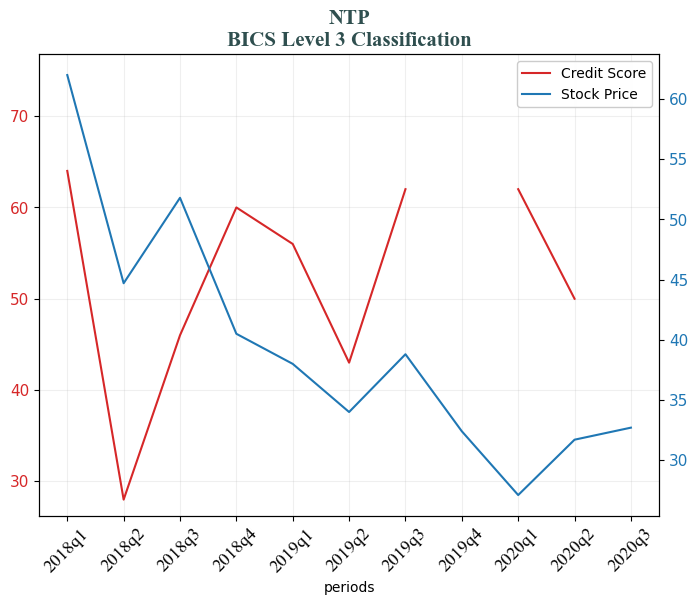 NTP
BICS Level 3 Classification
Credit Score
Stock Price
70
60
50
40
30
60
55
50
45
40
35
30
2018q1
2018q2
2018q3
2018q4
2019q1
2019q2
2019q3
2019q4
2020q1
2020q2
2020q3
periods